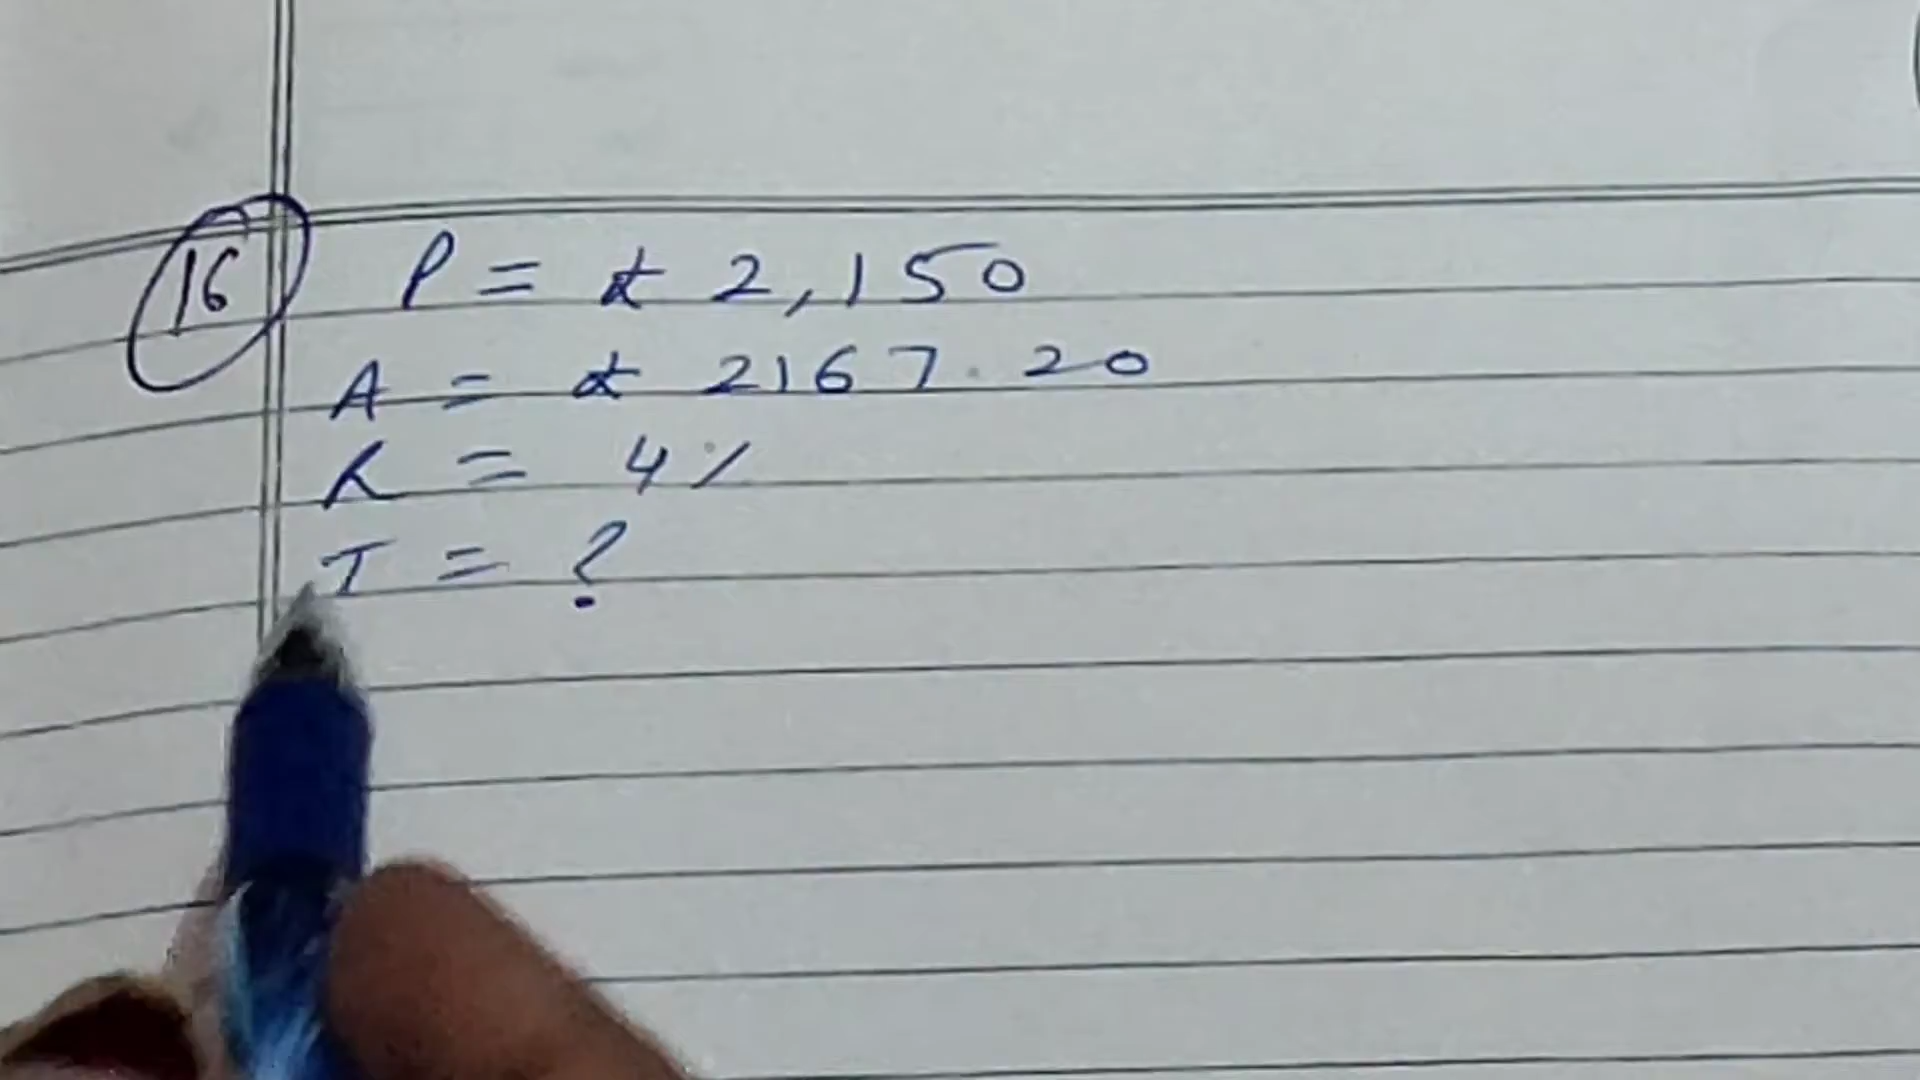 16 P = ₹ 2,150
A = ₹ 2167.20
R = 4%
T = ?